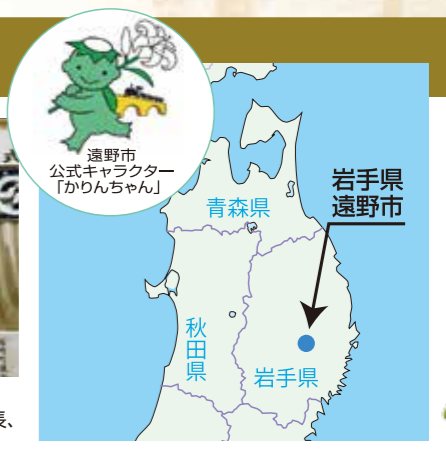 遠野市
公式キャラクター
「かりんちゃん」
岩手県
遠野市
青森県
秋田県
岩手県
長、